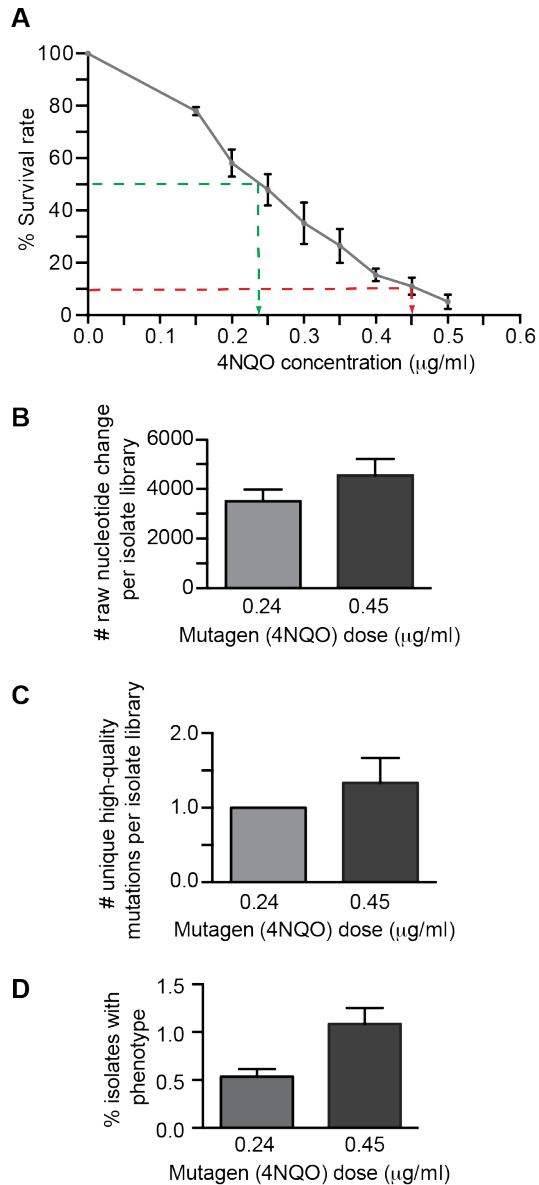 A
% Survival rate
100
80
60
40
20
0
0.0 0.1 0.2 0.3 0.4 0.5 0.6
4NQO concentration (μg/ml)
B
# raw nucleotide change
per isolate library
6000
4000
2000
0
0.24 0.45
Mutagen (4NQO) dose (μg/ml)
C
# unique high-quality
mutations per isolate library
2.0
1.0
0.0
0.24 0.45
Mutagen (4NQO) dose (μg/ml)
D
% isolates with
phenotype
1.5
1.0
0.5
0.0
0.24 0.45
Mutagen (4NQO) dose (μg/ml)